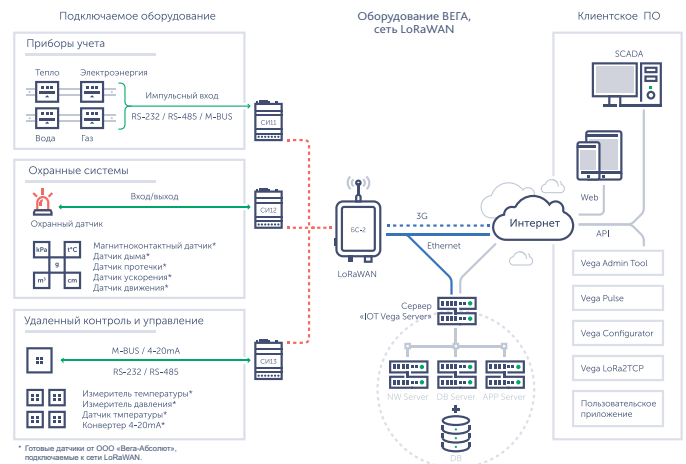 Подключаемое оборудование
Оборудование ВЕГА,
сеть LoRaWAN
Клиентское ПО
Приборы учета
Тепло
Электроэнергия
Импульсный вход
RS-232 / RS-485 / M-BUS
Вода
Газ
СИ11
Охранные системы
Вход/выход
Охранный датчик
СИ12
kPa
t°C
g
m³
cm
Магнитноконтактный датчик*
Датчик дыма*
Датчик протечки*
Датчик ускорения*
Датчик движения*
Удаленный контроль и управление
M-BUS / 4-20mA
RS-232 / RS-485
СИ13
Измеритель температуры*
Измеритель давления*
Датчик тмпературы*
Конвертер 4-20mA*
* Готовые датчики от ООО «Вега-Абсолют»,
подключаемые к сети LoRaWAN.
БС-2
LoRaWAN
3G
Ethernet
Интернет
Сервер
«IOT Vega Server»
NW Server
DB Server
APP Server
DB
SCADA
Web
API
Vega Admin Tool
Vega Pulse
Vega Configurator
Vega LoRa2TCP
Пользовательское
приложение